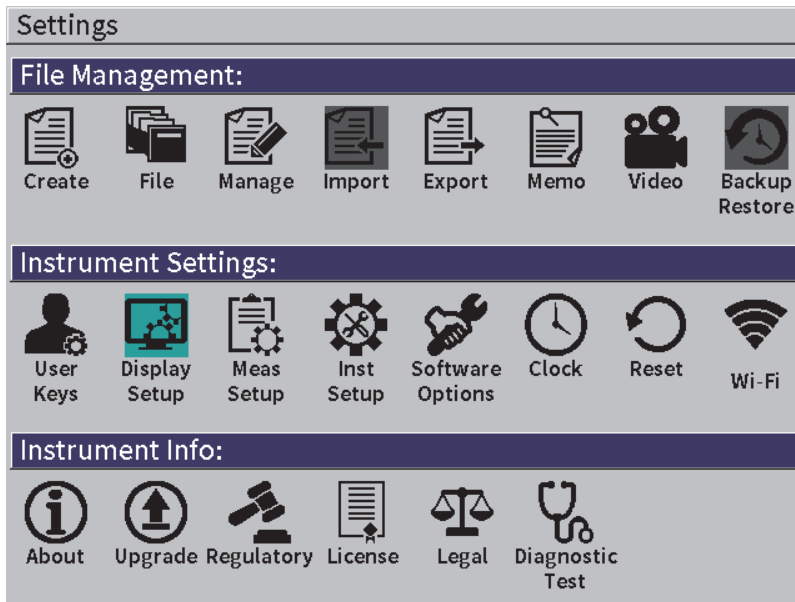 Settings
File Management:
Create File Manage Import Export Memo Video Backup
Restore
Instrument Settings:
User Display Meas Inst Software Clock Reset Wi-Fi
Keys Setup Setup Setup Options
Instrument Info:
About Upgrade Regulatory License Legal Diagnostic
Test